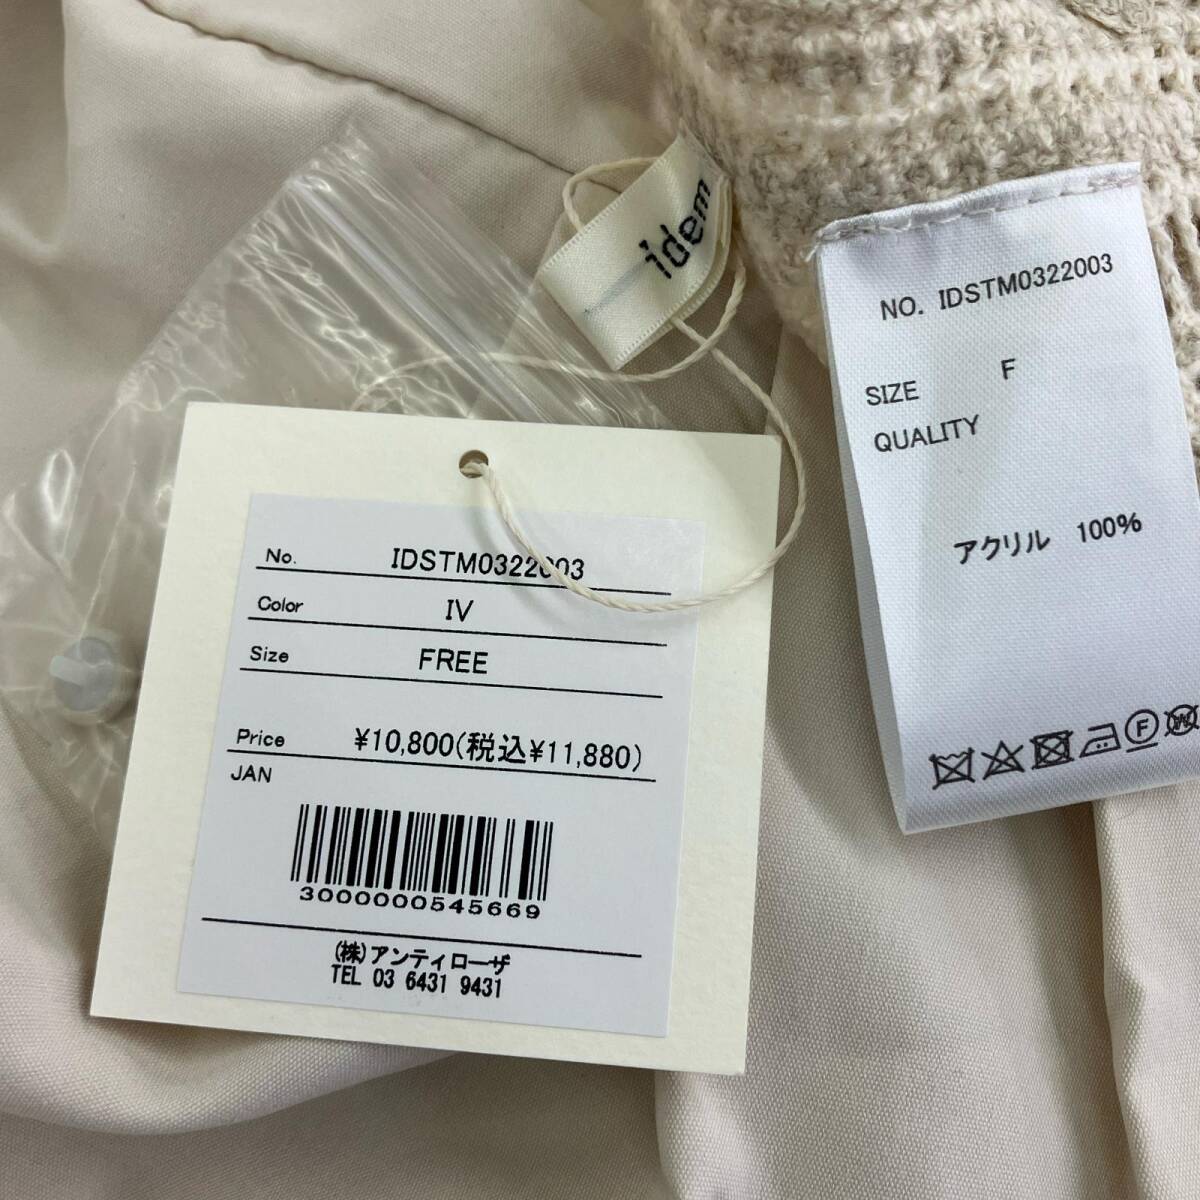 idem
NO. IDSTM0322003
SIZE F
QUALITY
アクリル 100%
F
W
No. IDSTM0322003
Color IV
Size FREE
Price ¥10,800(税込¥11,880)
JAN
3000000545669
(株)アンティローザ
TEL 03 6431 9431